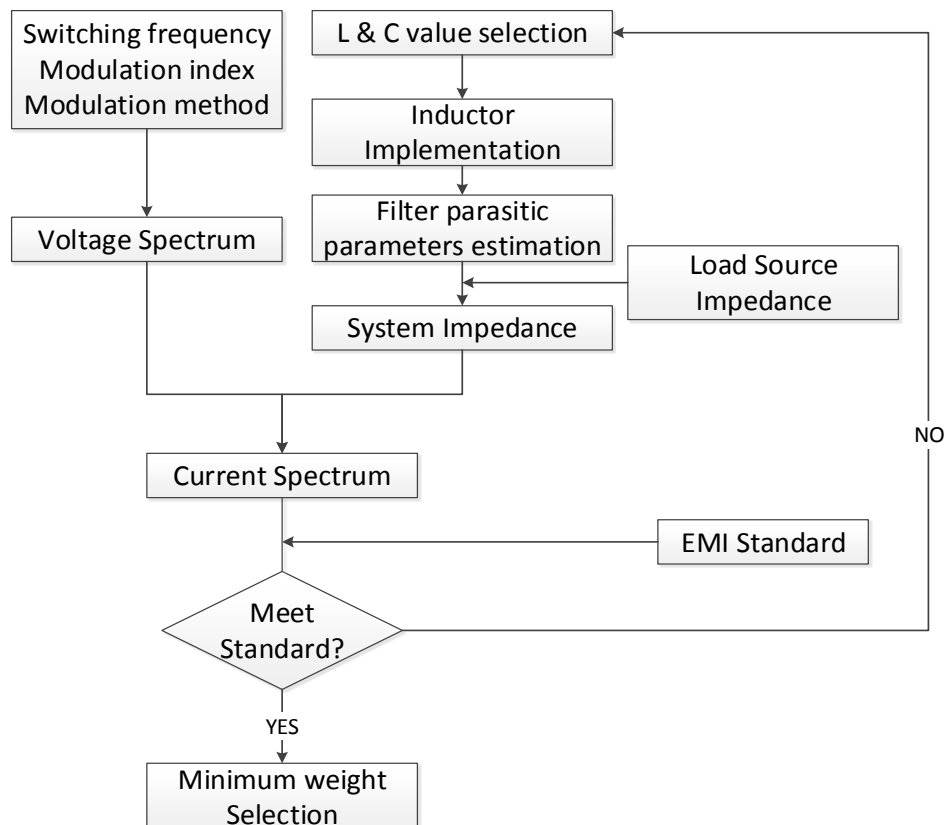 Switching frequency
Modulation index
Modulation method
L & C value selection
Inductor
Implementation
Filter parasitic
parameters estimation
Voltage Spectrum
Load Source
Impedance
System Impedance
NO
Current Spectrum
EMI Standard
Meet
Standard?
YES
Minimum weight
Selection